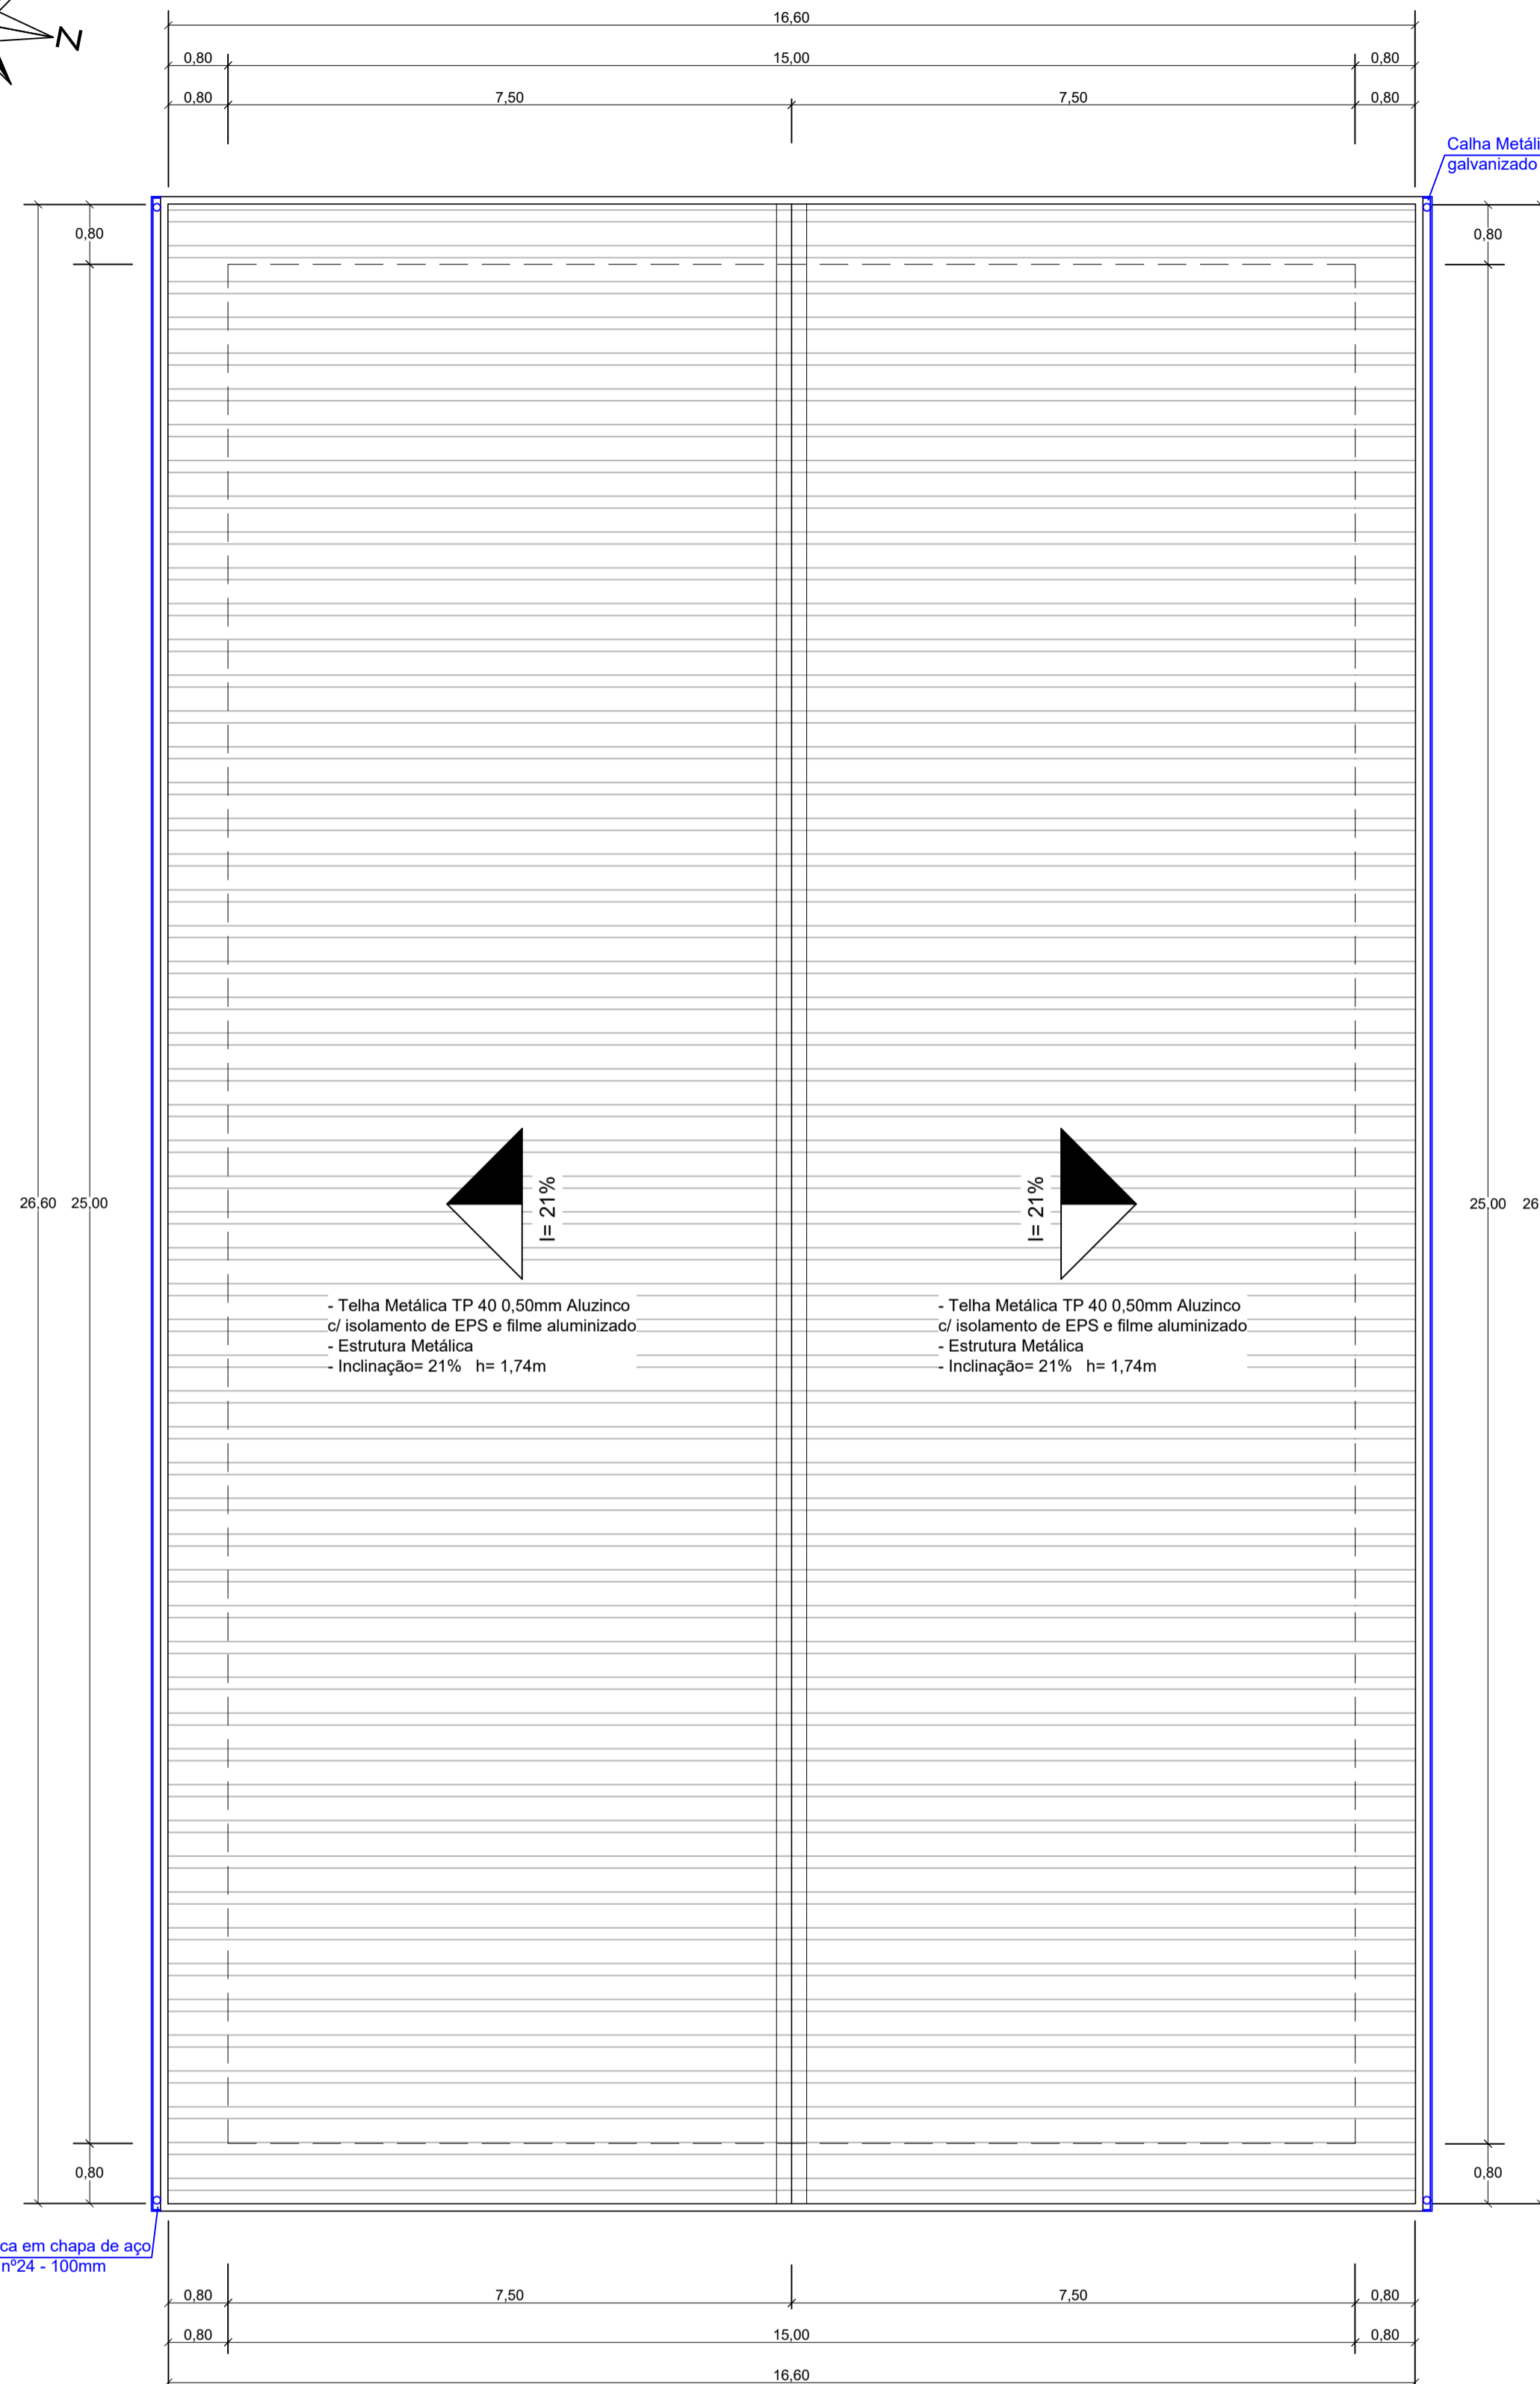 N
16,60
0,80 15,00 0,80
0,80 7,50 7,50 0,80
Calha Metáli
galvanizado
0,80
0,80
I= 21%
I= 21%
26,60 25,00
25,00 26
- Telha Metálica TP 40 0,50mm Aluzinco
c/ isolamento de EPS e filme aluminizado
- Estrutura Metálica
- Inclinação= 21% h= 1,74m
- Telha Metálica TP 40 0,50mm Aluzinco
c/ isolamento de EPS e filme aluminizado
- Estrutura Metálica
- Inclinação= 21% h= 1,74m
0,80
0,80
ca em chapa de aço
nº24 - 100mm
0,80 7,50 7,50 0,80
0,80 15,00 0,80
16,60